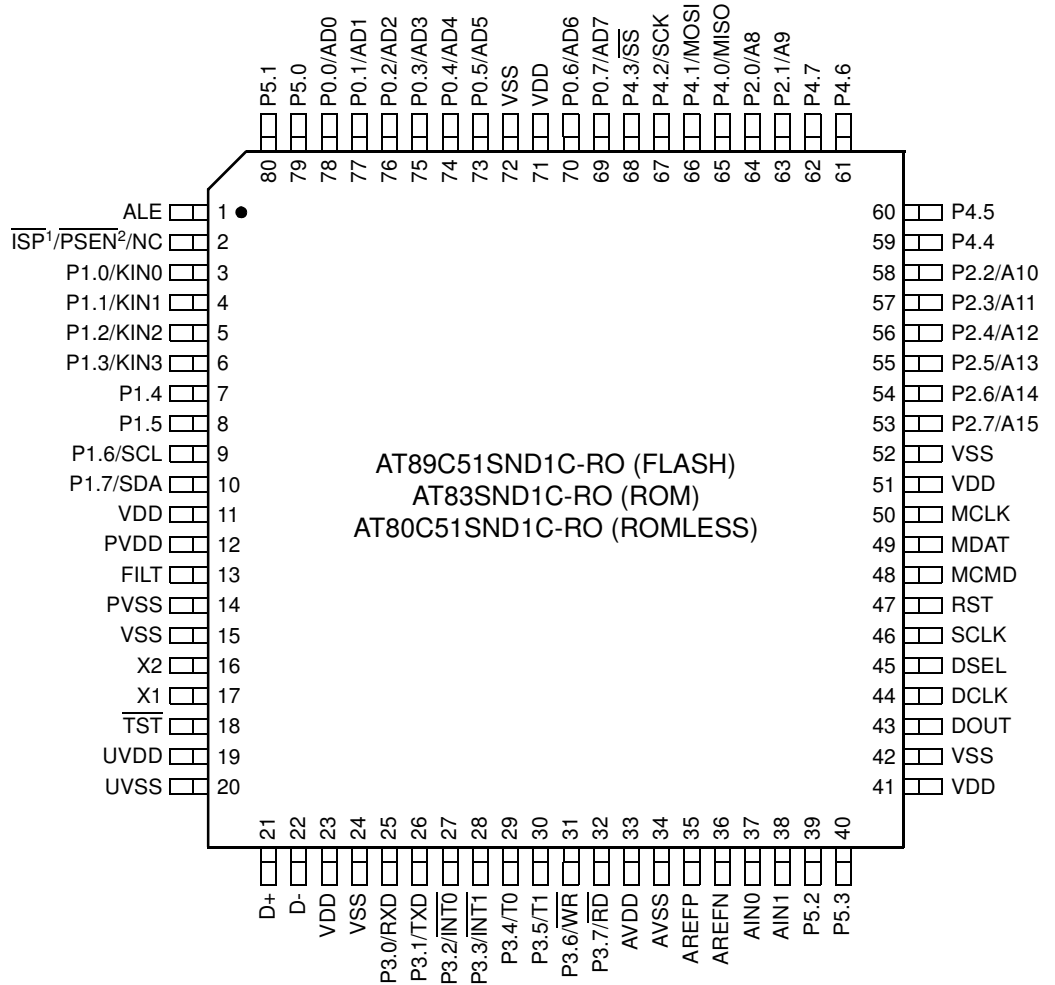 P5.1
P5.0
P0.0/AD0
P0.1/AD1
P0.2/AD2
P0.3/AD3
P0.4/AD4
P0.5/AD5
VSS
VDD
P0.6/AD6
P0.7/AD7
P4.3/S̅S̅
P4.2/SCK
P4.1/MOSI
P4.0/MISO
P2.0/A8
P2.1/A9
P4.7
P4.6
80
79
78
77
76
75
74
73
72
71
70
69
68
67
66
65
64
63
62
61
ALE 1
I̅S̅P̅¹/P̅S̅E̅N̅²/NC 2
P1.0/KIN0 3
P1.1/KIN1 4
P1.2/KIN2 5
P1.3/KIN3 6
P1.4 7
P1.5 8
P1.6/SCL 9
P1.7/SDA 10
VDD 11
PVDD 12
FILT 13
PVSS 14
VSS 15
X2 16
X1 17
T̅S̅T̅ 18
UVDD 19
UVSS 20
AT89C51SND1C-RO (FLASH)
AT83SND1C-RO (ROM)
AT80C51SND1C-RO (ROMLESS)
60 P4.5
59 P4.4
58 P2.2/A10
57 P2.3/A11
56 P2.4/A12
55 P2.5/A13
54 P2.6/A14
53 P2.7/A15
52 VSS
51 VDD
50 MCLK
49 MDAT
48 MCMD
47 RST
46 SCLK
45 DSEL
44 DCLK
43 DOUT
42 VSS
41 VDD
21
22
23
24
25
26
27
28
29
30
31
32
33
34
35
36
37
38
39
40
D+
D-
VDD
VSS
P3.0/RXD
P3.1/TXD
P3.2/I̅N̅T̅0̅
P3.3/I̅N̅T̅1̅
P3.4/T0
P3.5/T1
P3.6/W̅R̅
P3.7/R̅D̅
AVDD
AVSS
AREFP
AREFN
AIN0
AIN1
P5.2
P5.3